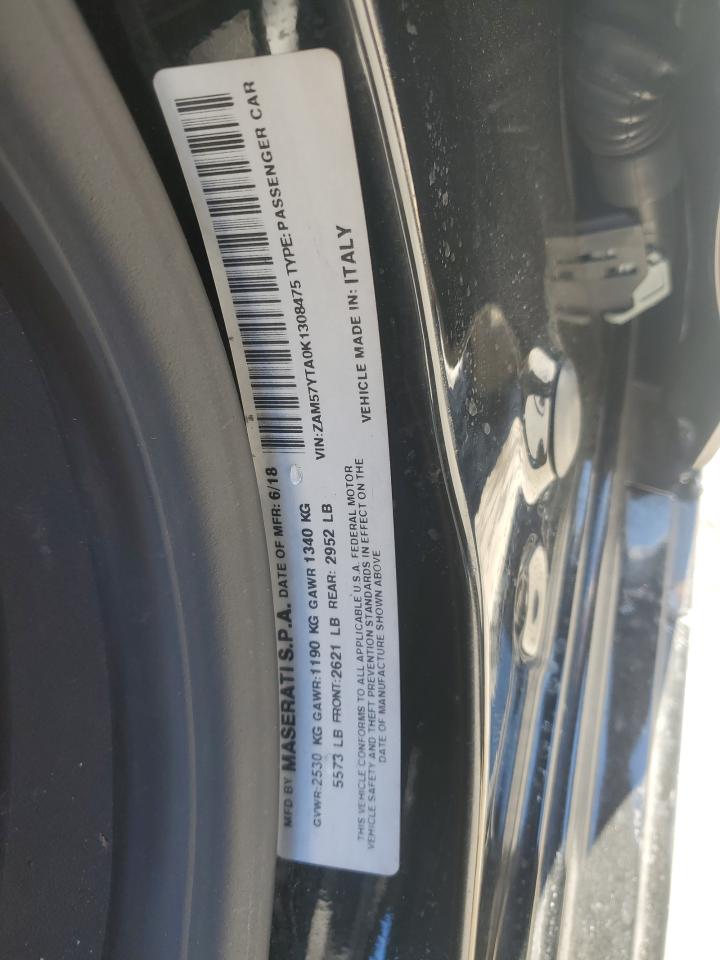 MFD BY MASERATI S.P.A. DATE OF MFR: 6/18
GVWR:2530 KG GAWR:1190 KG GAWR 1340 KG
5573 LB FRONT:2621 LB REAR: 2952 LB
VIN:ZAM57YTA0K1308475 TYPE:PASSENGER CAR
THIS VEHICLE CONFORMS TO ALL APPLICABLE U.S.A. FEDERAL MOTOR
VEHICLE SAFETY AND THEFT PREVENTION STANDARDS IN EFFECT ON THE
DATE OF MANUFACTURE SHOWN ABOVE
VEHICLE MADE IN: ITALY